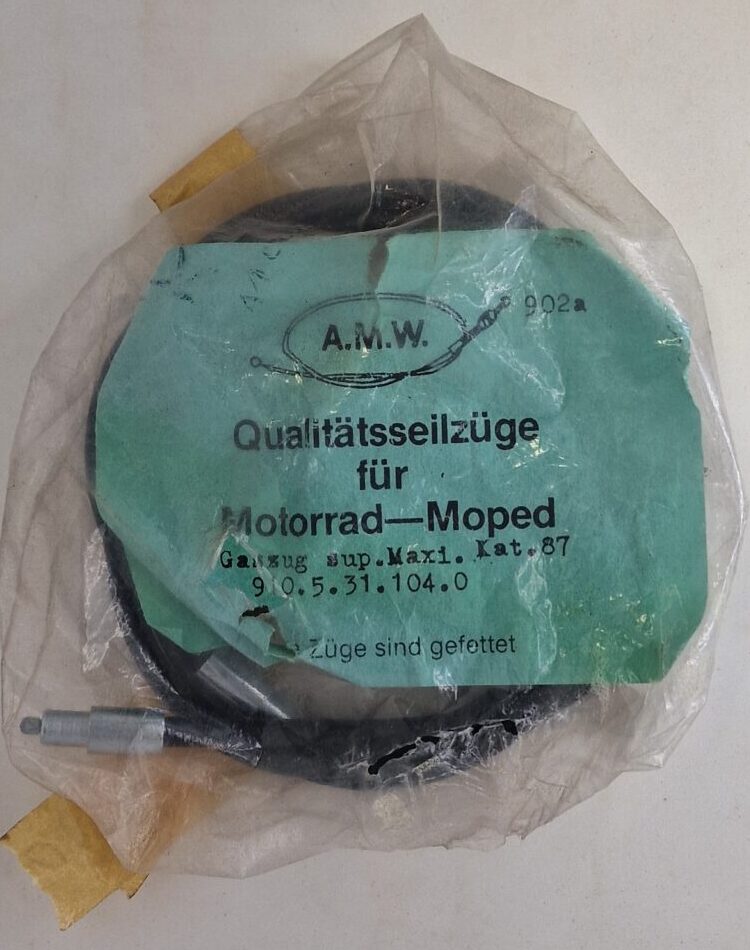 902a
A.M.W.
Qualitätsseilzüge
für
Motorrad—Moped
Gaszug sup.Maxi. Kat.87
910.5.31.104.0
Züge sind gefettet